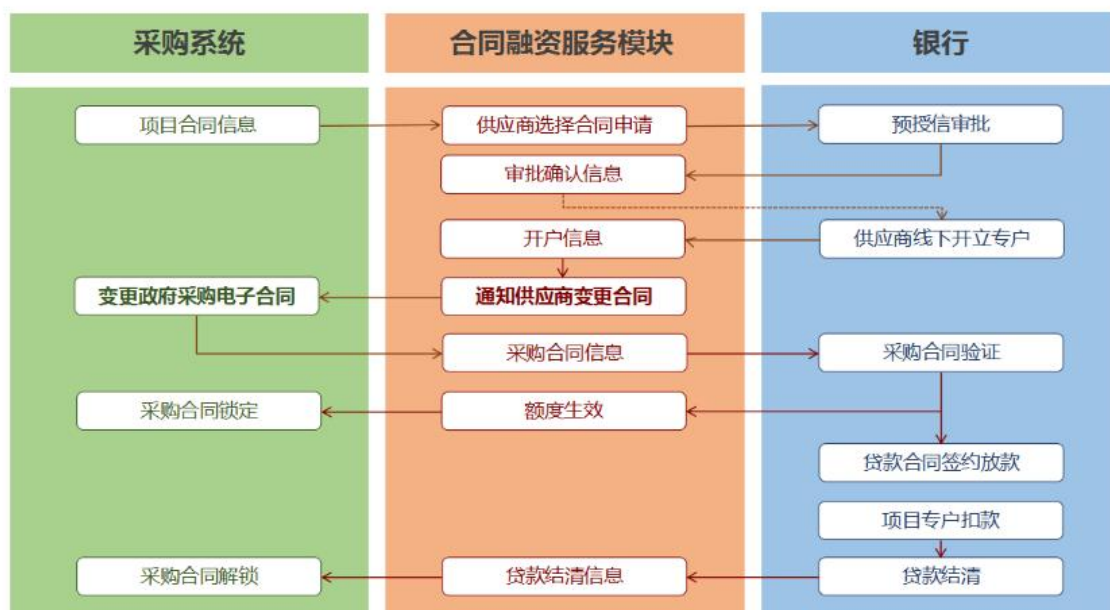 采购系统
合同融资服务模块
银行
项目合同信息
供应商选择合同申请
预授信审批
审批确认信息
开户信息
供应商线下开立专户
变更政府采购电子合同
通知供应商变更合同
采购合同信息
采购合同验证
采购合同锁定
额度生效
贷款合同签约放款
项目专户扣款
采购合同解锁
贷款结清信息
贷款结清